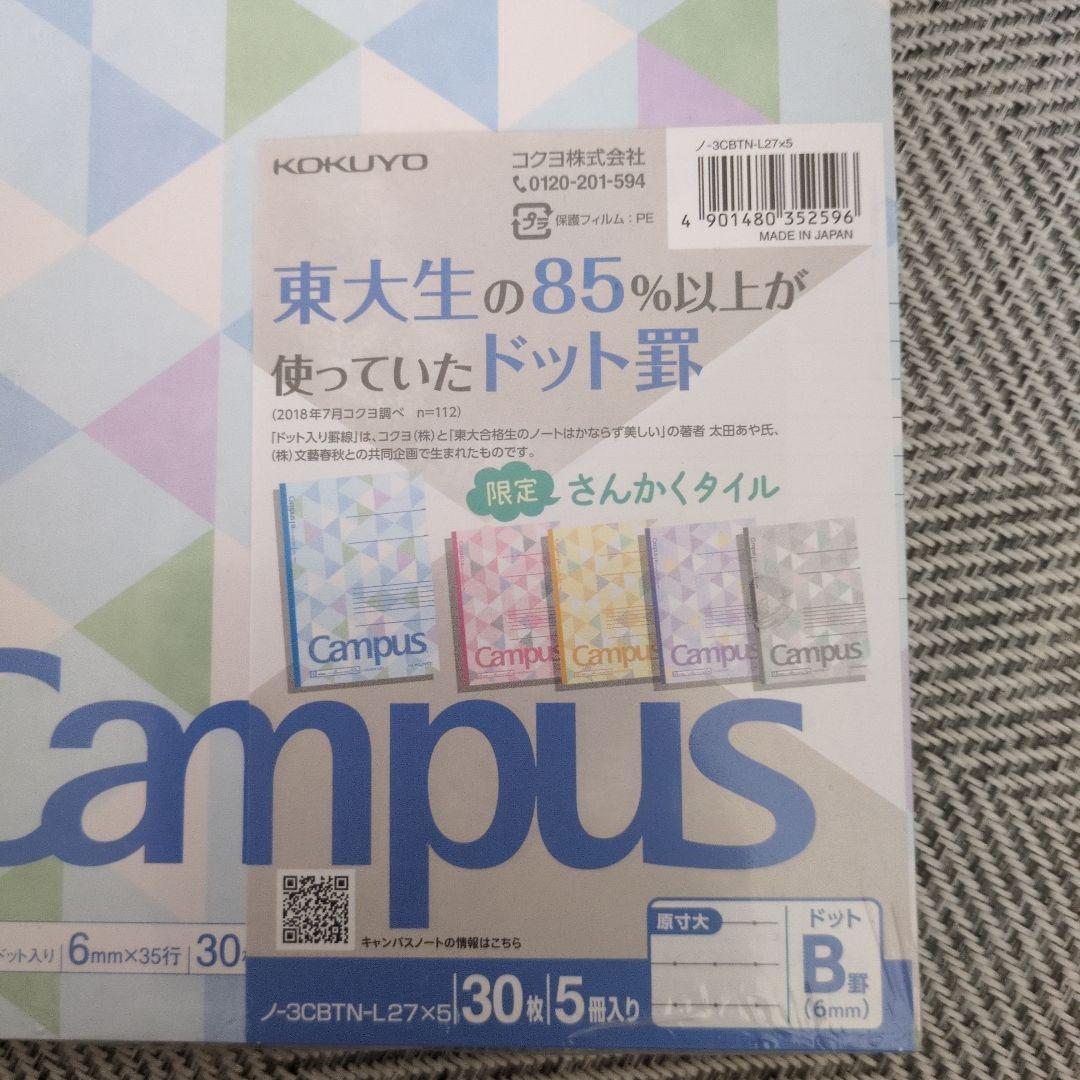 KOKUYO
コクヨ株式会社
0120-201-594
プラ 保護フィルム：PE
ノ-3CBTN-L27×5
4 901480 352596
MADE IN JAPAN
東大生の85%以上が
使っていたドット罫
（2018年7月コクヨ調べ n=112）
「ドット入り罫線」は、コクヨ（株）と「東大合格生のノートはかならず美しい」の著者 太田あや氏、
（株）文藝春秋との共同企画で生まれたものです。
限定 さんかくタイル
Campus
Campus
Campus
Campus
Campus
Campus
キャンパスノートの情報はこちら
ドット入り 6mm×35行 30
ノ-3CBTN-L27×5 30枚 5冊入り
原寸大
ドット
B罫
（6mm）